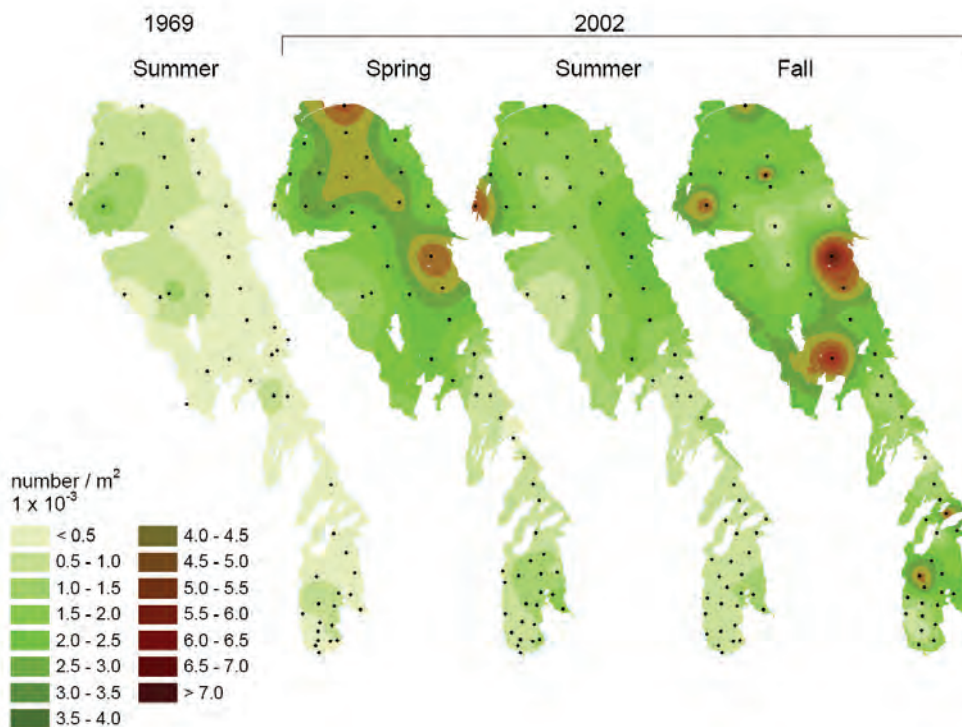 1969
2002
Summer
Spring
Summer
Fall
number / m²
1 x 10⁻³
< 0.5
0.5 - 1.0
1.0 - 1.5
1.5 - 2.0
2.0 - 2.5
2.5 - 3.0
3.0 - 3.5
3.5 - 4.0
4.0 - 4.5
4.5 - 5.0
5.0 - 5.5
5.5 - 6.0
6.0 - 6.5
6.5 - 7.0
> 7.0